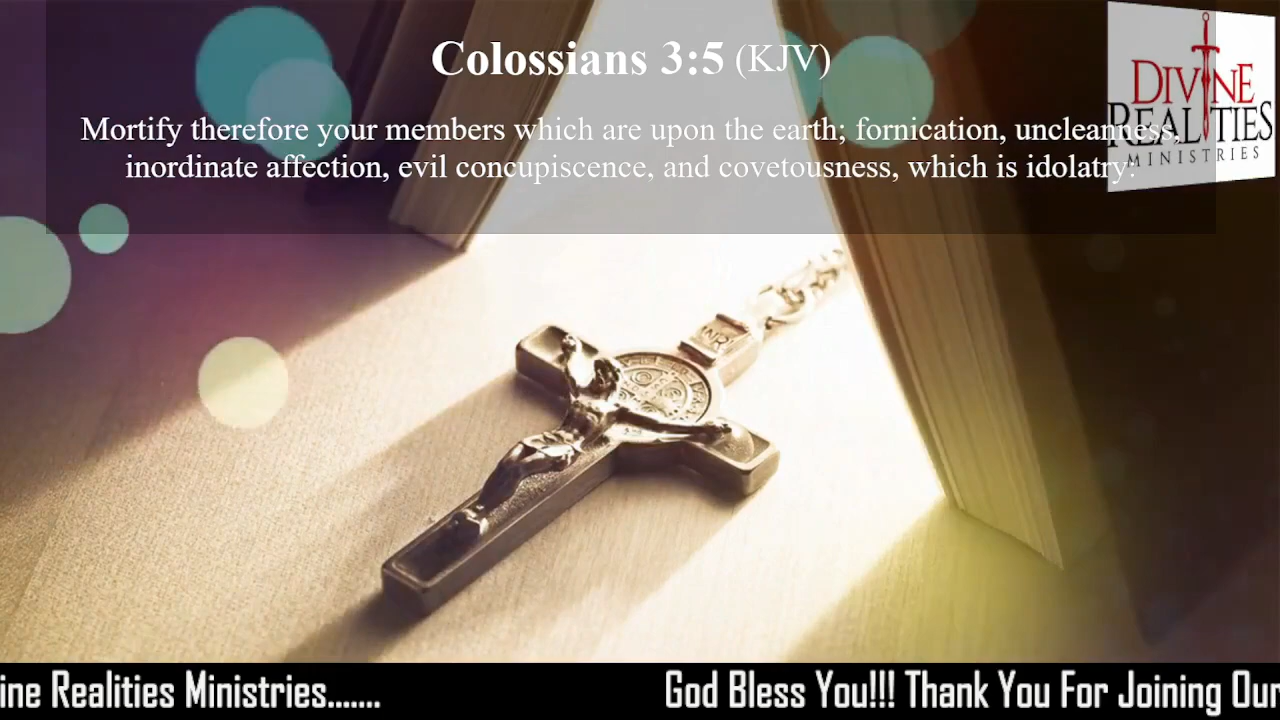 Colossians 3:5 (KJV)
Mortify therefore your members which are upon the earth; fornication, uncleanness,
inordinate affection, evil concupiscence, and covetousness, which is idolatry:
DIVINE
REALITIES
MINISTRIES
INRI
ine Realities Ministries....... God Bless You!!! Thank You For Joining Our